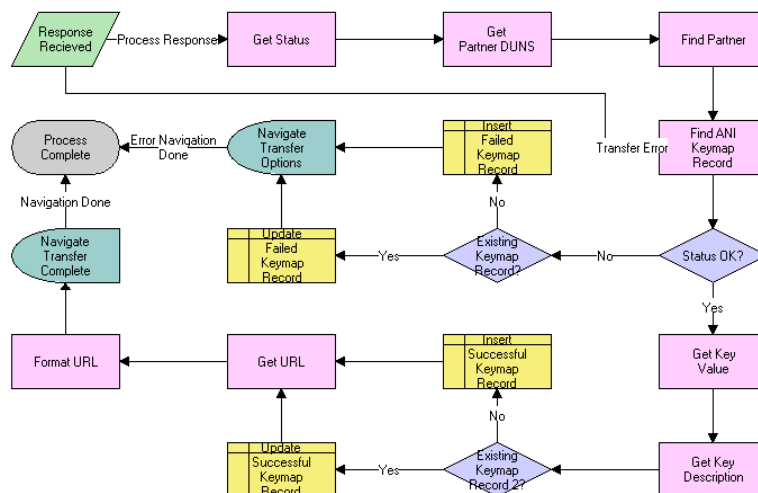 Response
Recieved
Process Response
Get Status
Get
Partner DUNS
Find Partner
Process
Complete
Error Navigation
Done
Navigate
Transfer
Options
Insert
Failed
Keymap
Record
Transfer Error
Find ANI
Keymap
Record
Navigation Done
No
Navigate
Transfer
Complete
Update
Failed
Keymap
Record
Yes
Existing
Keymap
Record?
No
Status OK?
Yes
Format URL
Get URL
Insert
Successful
Keymap
Record
Get Key
Value
No
Update
Successful
Keymap
Record
Yes
Existing
Keymap
Record 2?
Get Key
Description